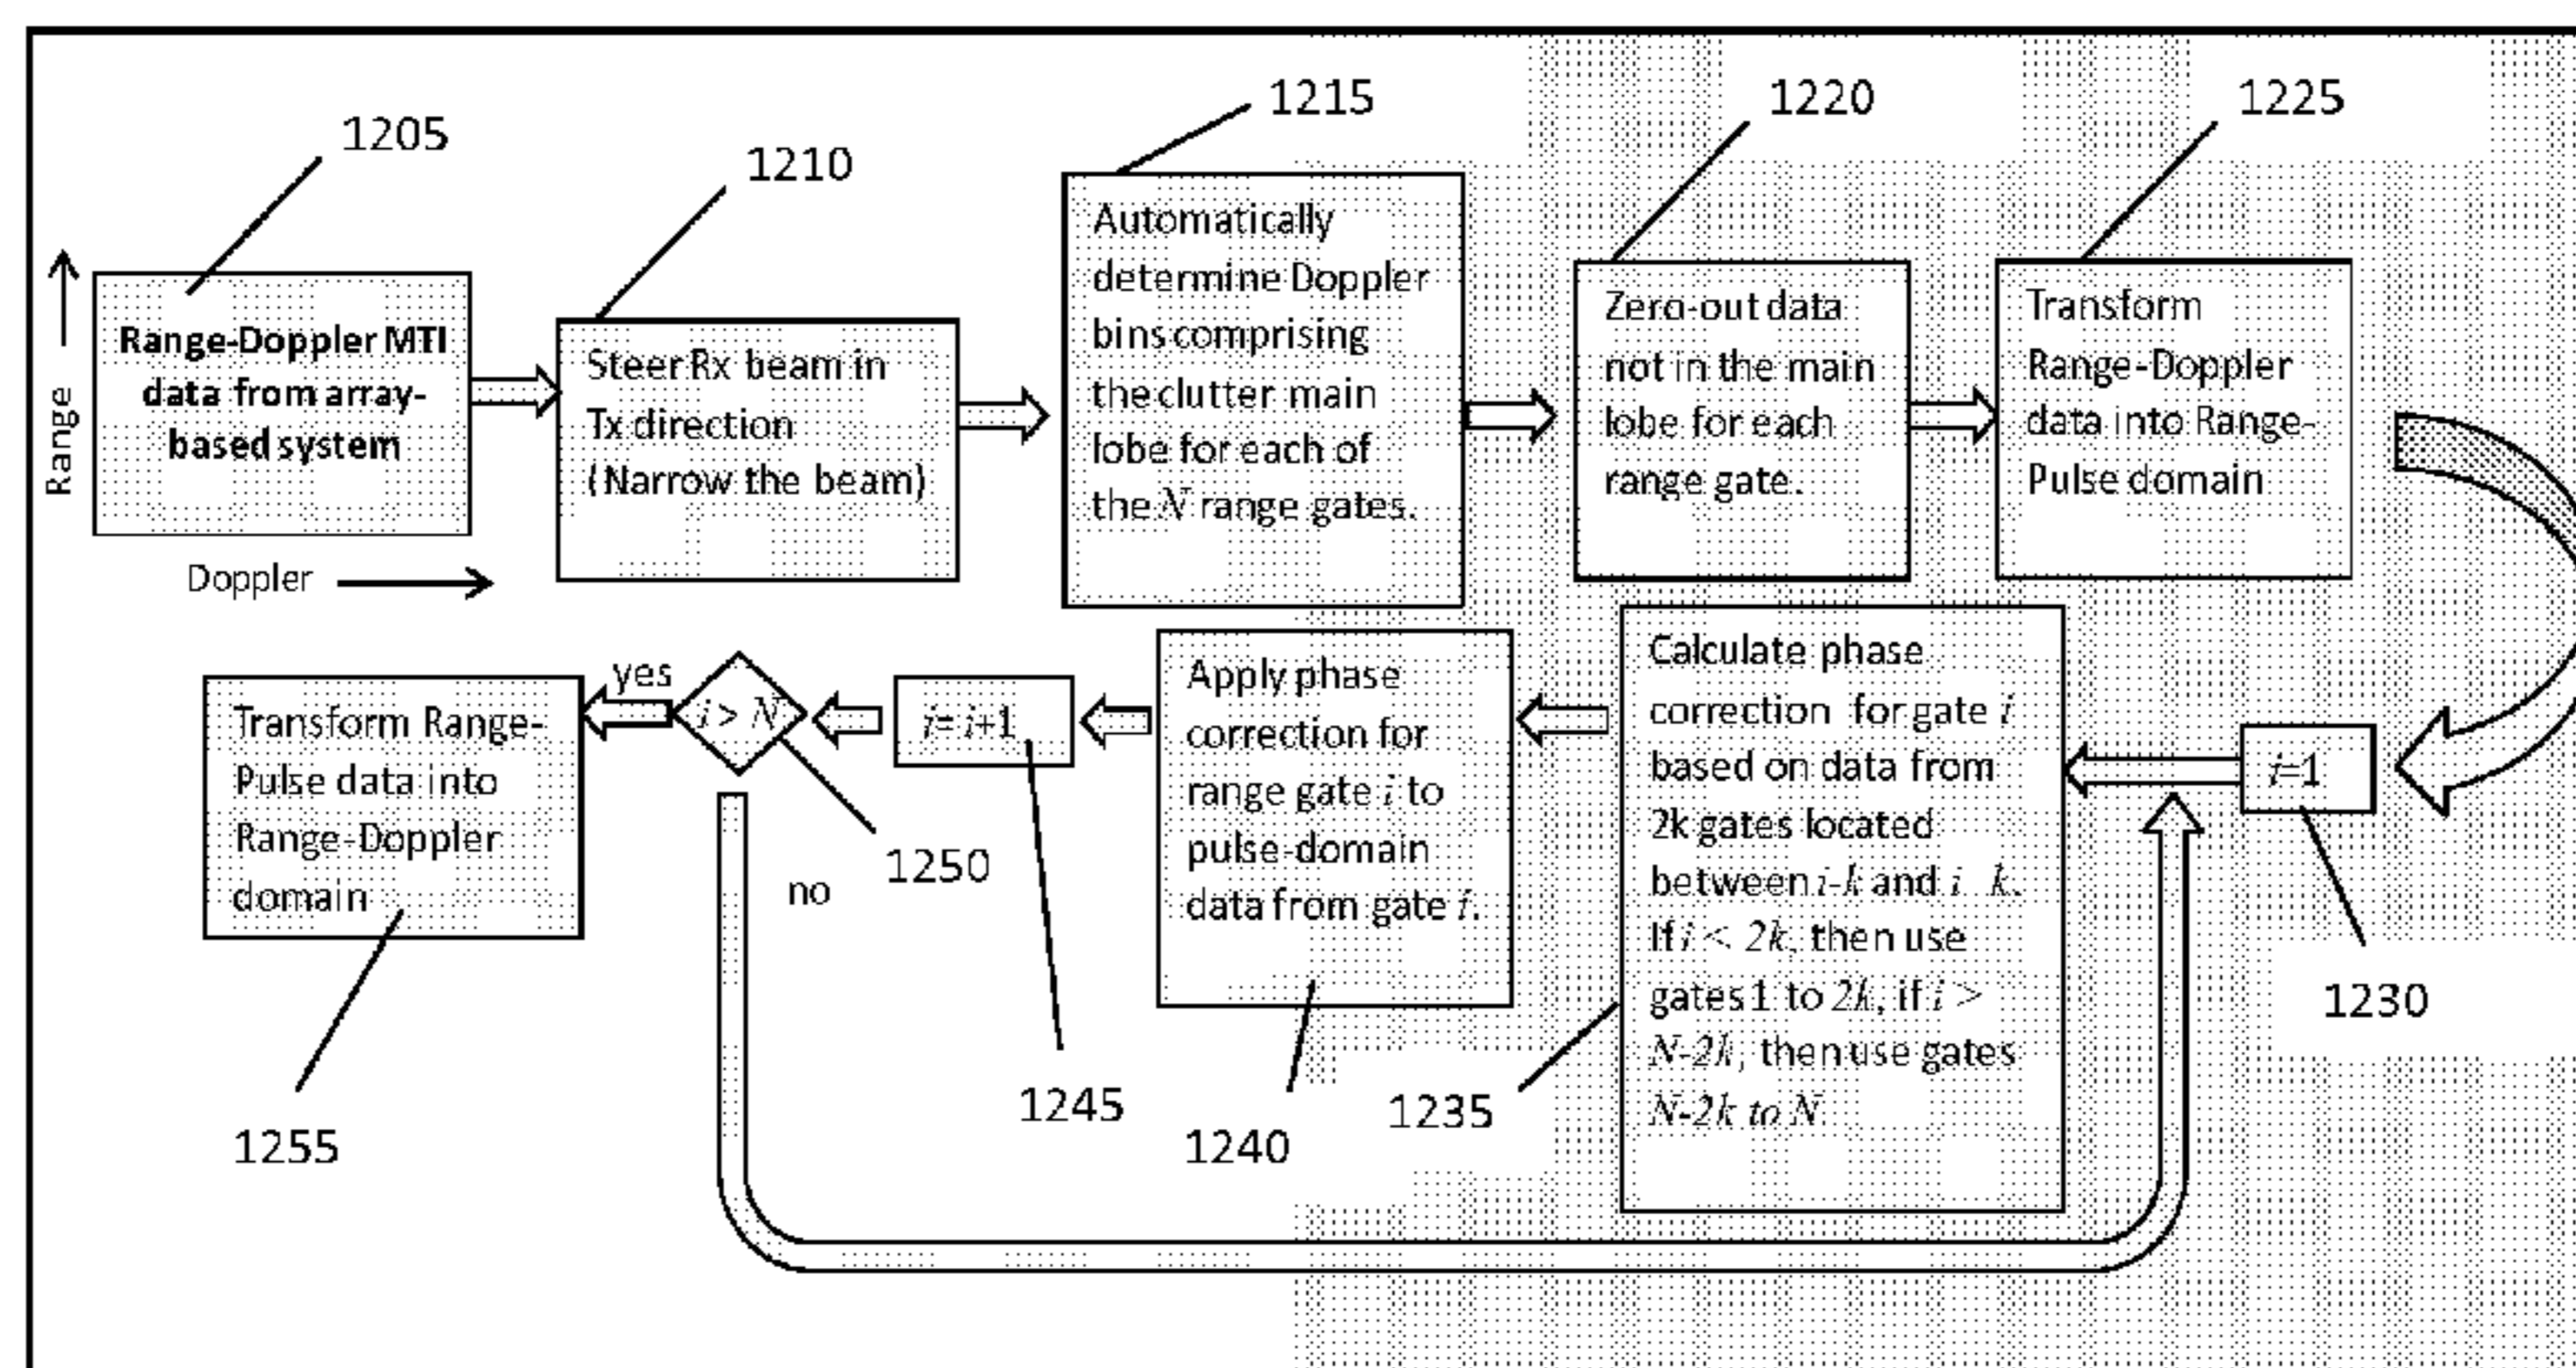 1205
1210
1215
1220
1225
Range
Range-Doppler MTI
data from array-
based system
Doppler
Steer Rx beam in
Tx direction
(Narrow the beam)
Automatically
determine Doppler
bins comprising
the clutter main
lobe for each of
the N range gates.
Zero-out data
not in the main
lobe for each
range gate.
Transform
Range-Doppler
data into Range-
Pulse domain
i=1
1230
Calculate phase
correction for gate i
based on data from
2k gates located
between i-k and i k.
If i < 2k, then use
gates 1 to 2k, if i >
N-2k, then use gates
N-2k to N.
1235
Apply phase
correction for
range gate i to
pulse-domain
data from gate i.
1240
i=i+1
1245
i > N
1250
yes
no
Transform Range-
Pulse data into
Range-Doppler
domain
1255